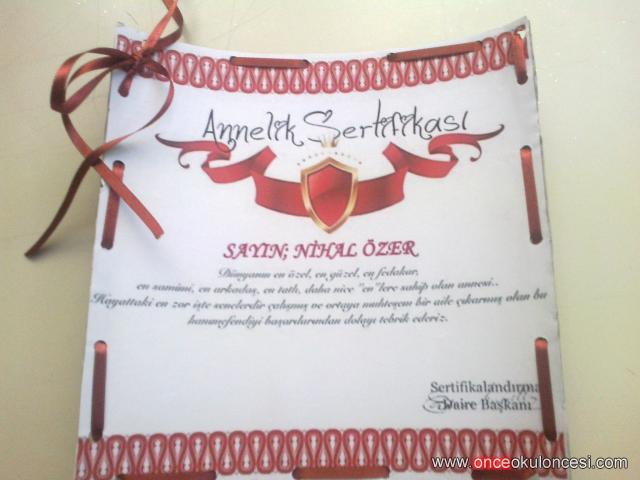 Annelik Sertifikası
SAYIN; NİHAL ÖZER
Dünyanın en özel, en güzel, en fedakar,
en samimi, en arkadaş, en tatlı, daha nice "en"lere sahip olan annesi..
Hayattaki en zor işte senelerdir çalışmış ve ortaya muhteşem bir aile çıkarmış olan bu
hanımefendiyi başarılarından dolayı tebrik ederiz.
Sertifikalandırma
Daire Başkanı
www.onceokuloncesi.com